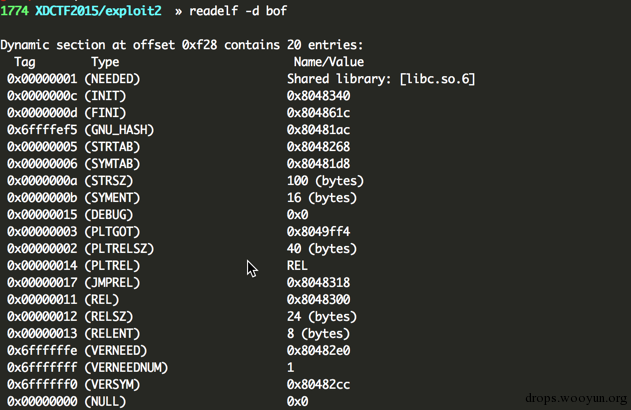 1774 XDCTF2015/exploit2 » readelf -d bof
Dynamic section at offset 0xf28 contains 20 entries:
Tag Type Name/Value
0x00000001 (NEEDED) Shared library: [libc.so.6]
0x0000000c (INIT) 0x8048340
0x0000000d (FINI) 0x804861c
0x6ffffef5 (GNU_HASH) 0x80481ac
0x00000005 (STRTAB) 0x8048268
0x00000006 (SYMTAB) 0x80481d8
0x0000000a (STRSZ) 100 (bytes)
0x0000000b (SYMENT) 16 (bytes)
0x00000015 (DEBUG) 0x0
0x00000003 (PLTGOT) 0x8049ff4
0x00000002 (PLTRELSZ) 40 (bytes)
0x00000014 (PLTREL) REL
0x00000017 (JMPREL) 0x8048318
0x00000011 (REL) 0x8048300
0x00000012 (RELSZ) 24 (bytes)
0x00000013 (RELENT) 8 (bytes)
0x6ffffffe (VERNEED) 0x80482e0
0x6fffffff (VERNEEDNUM) 1
0x6ffffff0 (VERSYM) 0x80482cc
0x00000000 (NULL) 0x0
drops.wooyun.org